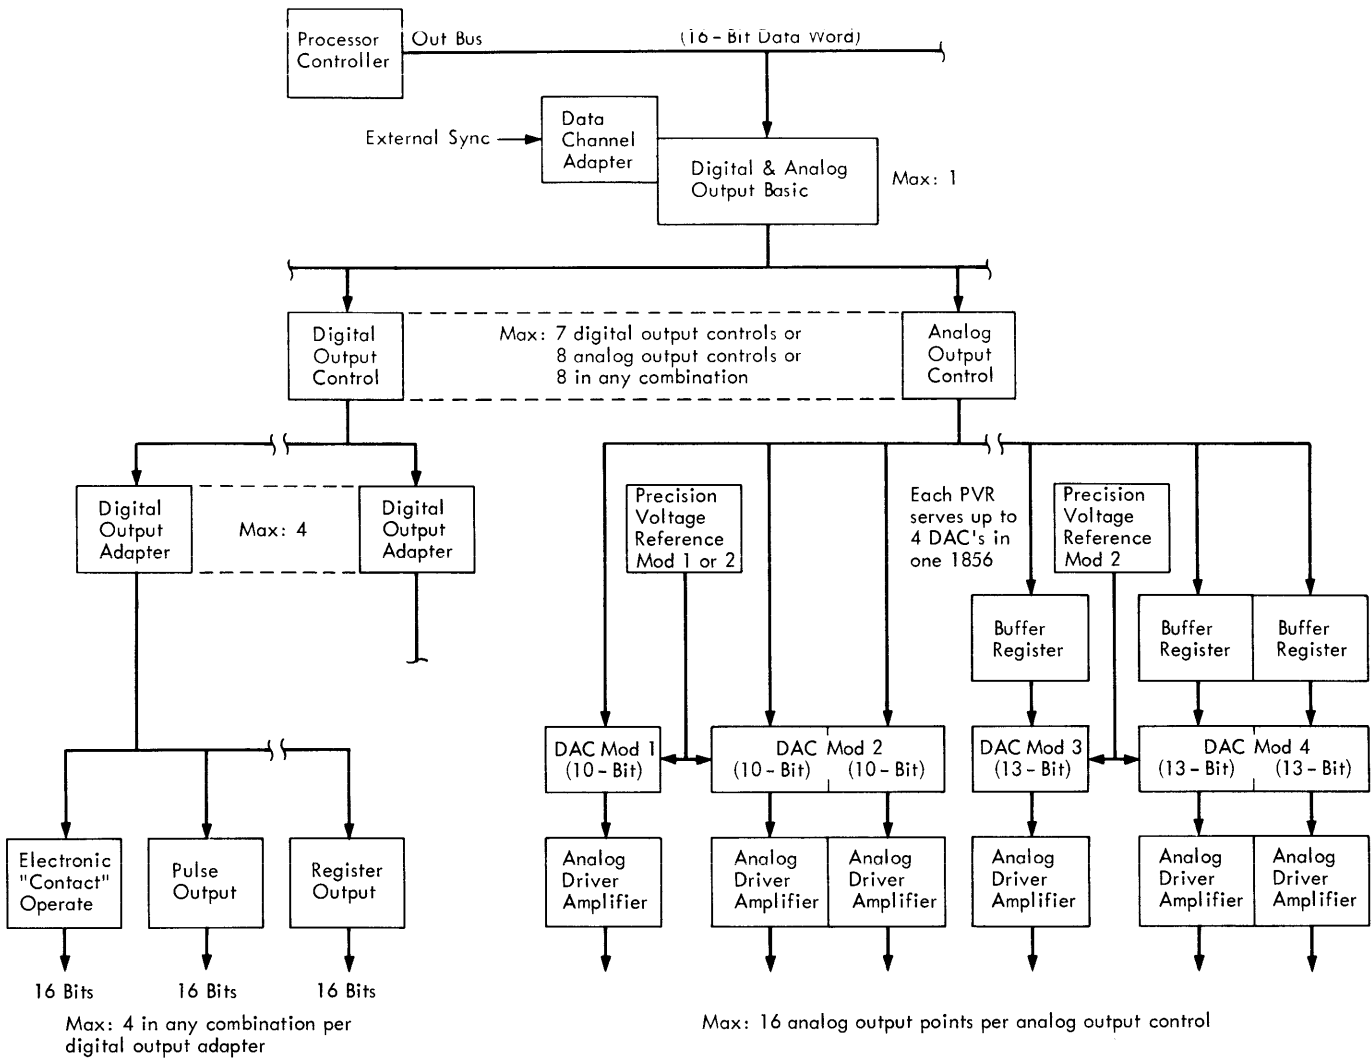 Processor
Controller
Out Bus
(16-Bit Data Word)
External Sync
Data
Channel
Adapter
Digital & Analog
Output Basic
Max: 1
Digital
Output
Control
Max: 7 digital output controls or
8 analog output controls or
8 in any combination
Analog
Output
Control
Digital
Output
Adapter
Max: 4
Digital
Output
Adapter
Precision
Voltage
Reference
Mod 1 or 2
Each PVR
serves up to
4 DAC's in
one 1856
Precision
Voltage
Reference
Mod 2
Buffer
Register
Buffer
Register
Buffer
Register
DAC Mod 1
(10-Bit)
DAC Mod 2
(10-Bit)
(10-Bit)
DAC Mod 3
(13-Bit)
DAC Mod 4
(13-Bit)
(13-Bit)
Electronic
"Contact"
Operate
Pulse
Output
Register
Output
Analog
Driver
Amplifier
Analog
Driver
Amplifier
Analog
Driver
Amplifier
Analog
Driver
Amplifier
Analog
Driver
Amplifier
Analog
Driver
Amplifier
16 Bits
16 Bits
16 Bits
Max: 4 in any combination per
digital output adapter
Max: 16 analog output points per analog output control